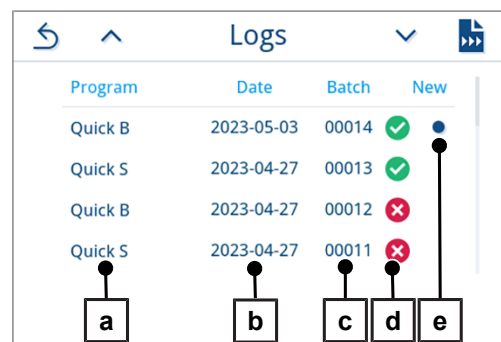 Logs
Program Date Batch New
Quick B 2023-05-03 00014
Quick S 2023-04-27 00013
Quick B 2023-04-27 00012
Quick S 2023-04-27 00011
a b c d e